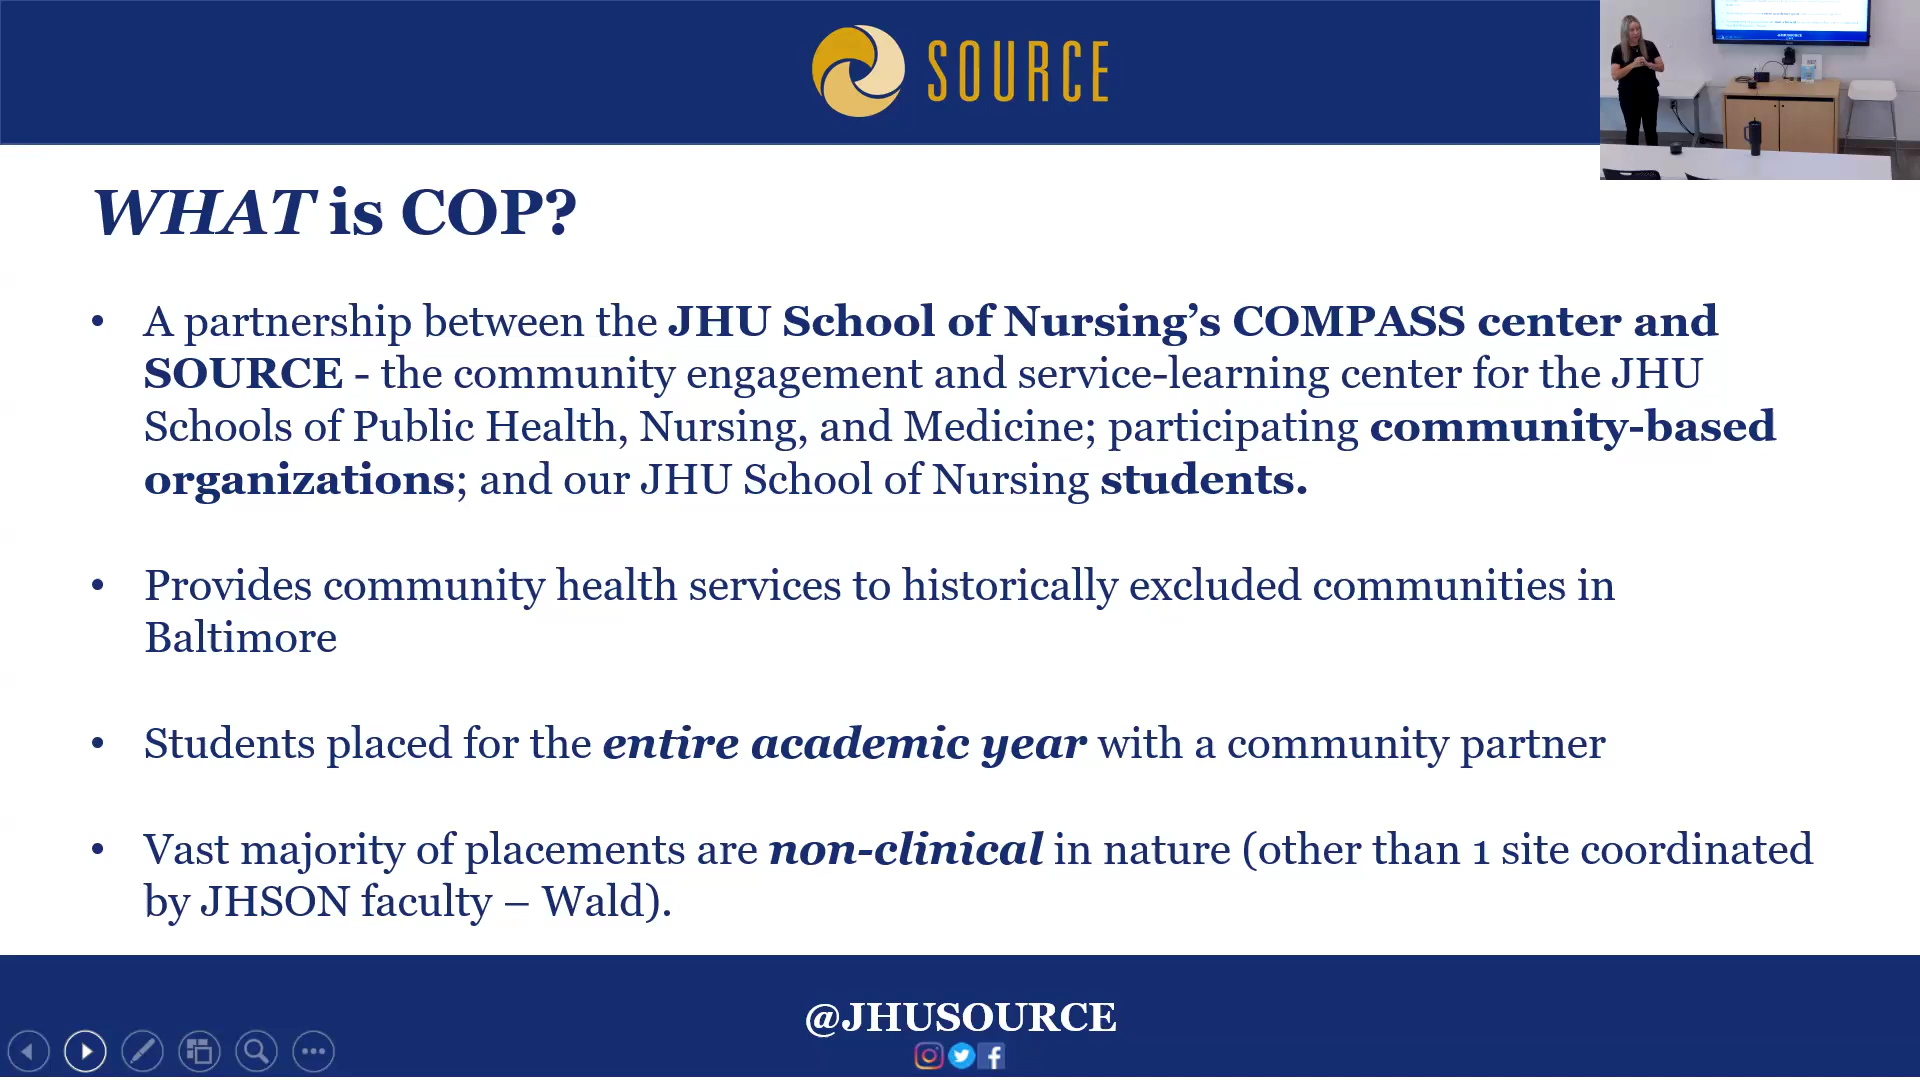 SOURCE
WHAT is COP?
• A partnership between the JHU School of Nursing’s COMPASS center and
SOURCE - the community engagement and service-learning center for the JHU
Schools of Public Health, Nursing, and Medicine; participating community-based
organizations; and our JHU School of Nursing students.
• Provides community health services to historically excluded communities in
Baltimore
• Students placed for the entire academic year with a community partner
• Vast majority of placements are non-clinical in nature (other than 1 site coordinated
by JHSON faculty – Wald).
@JHUSOURCE